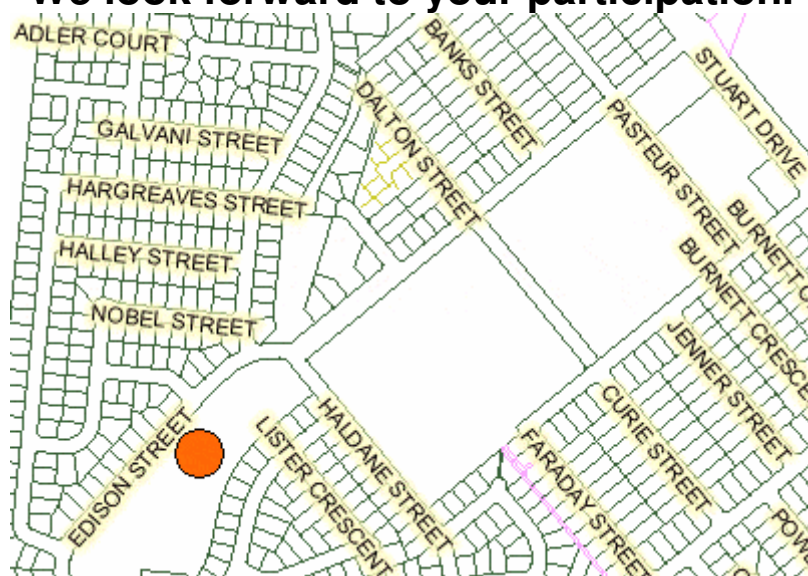 We look forward to your participation.
ADLER COURT
BANKS STREET
STUART DRIVE
DALTON STREET
PASTEUR STREET
GALVANI STREET
HARGREAVES STREET
HALLEY STREET
BURNETT
BURNETT CRESCE
NOBEL STREET
JENNER STREET
CURIE STREET
HALDANE STREET
EDISON STREET
LISTER CRESCENT
FARADAY STREET
POW